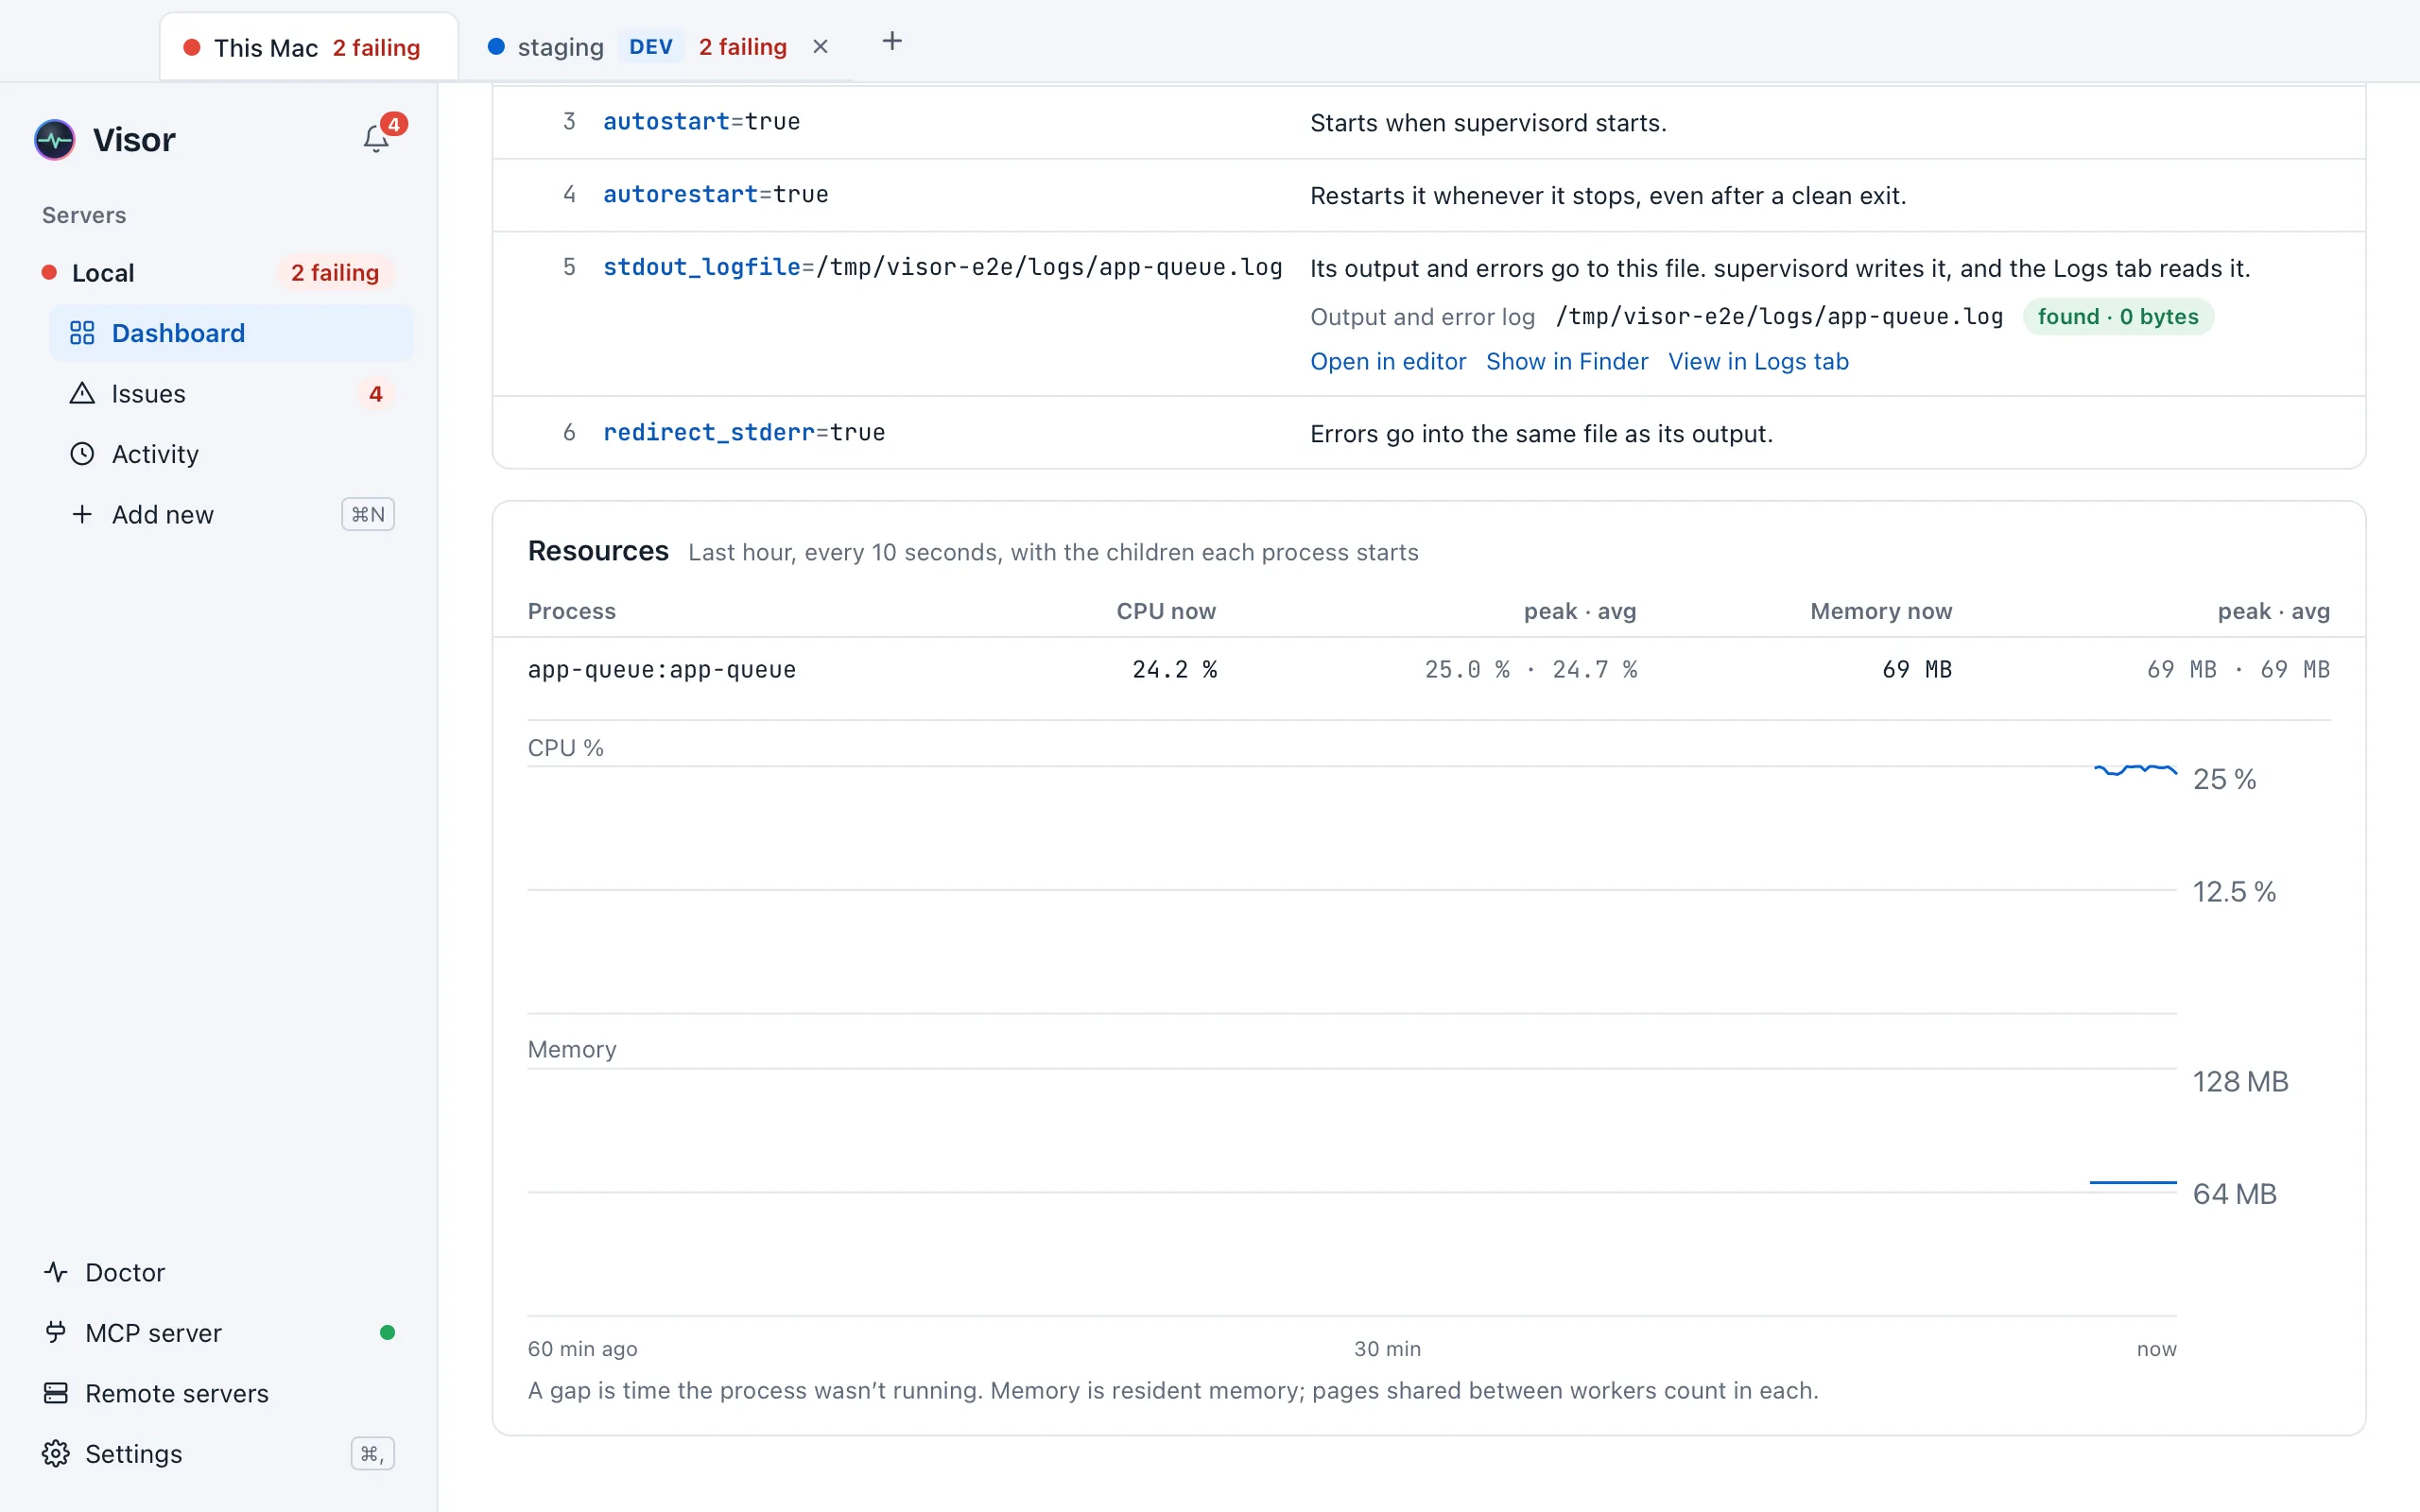 This Mac 2 failing staging DEV 2 failing × +
Visor 4
Servers
Local 2 failing
Dashboard
Issues 4
Activity
+ Add new ⌘N
Doctor
MCP server
Remote servers
Settings ⌘,
3 autostart=true Starts when supervisord starts.
4 autorestart=true Restarts it whenever it stops, even after a clean exit.
5 stdout_logfile=/tmp/visor-e2e/logs/app-queue.log Its output and errors go to this file. supervisord writes it, and the Logs tab reads it.
Output and error log /tmp/visor-e2e/logs/app-queue.log found · 0 bytes
Open in editor Show in Finder View in Logs tab
6 redirect_stderr=true Errors go into the same file as its output.
Resources Last hour, every 10 seconds, with the children each process starts
Process CPU now peak · avg Memory now peak · avg
app-queue:app-queue 24.2 % 25.0 % · 24.7 % 69 MB 69 MB · 69 MB
CPU %
25 %
12.5 %
Memory
128 MB
64 MB
60 min ago 30 min now
A gap is time the process wasn’t running. Memory is resident memory; pages shared between workers count in each.